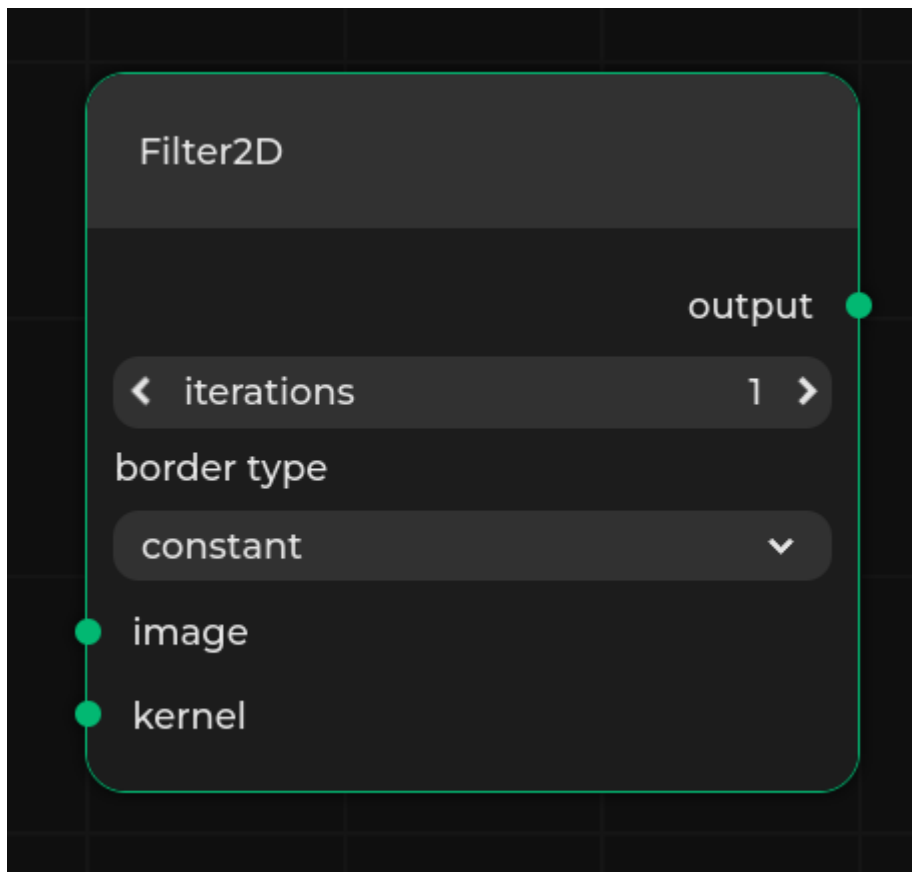 Filter2D
output
iterations 1
border type
constant
image
kernel